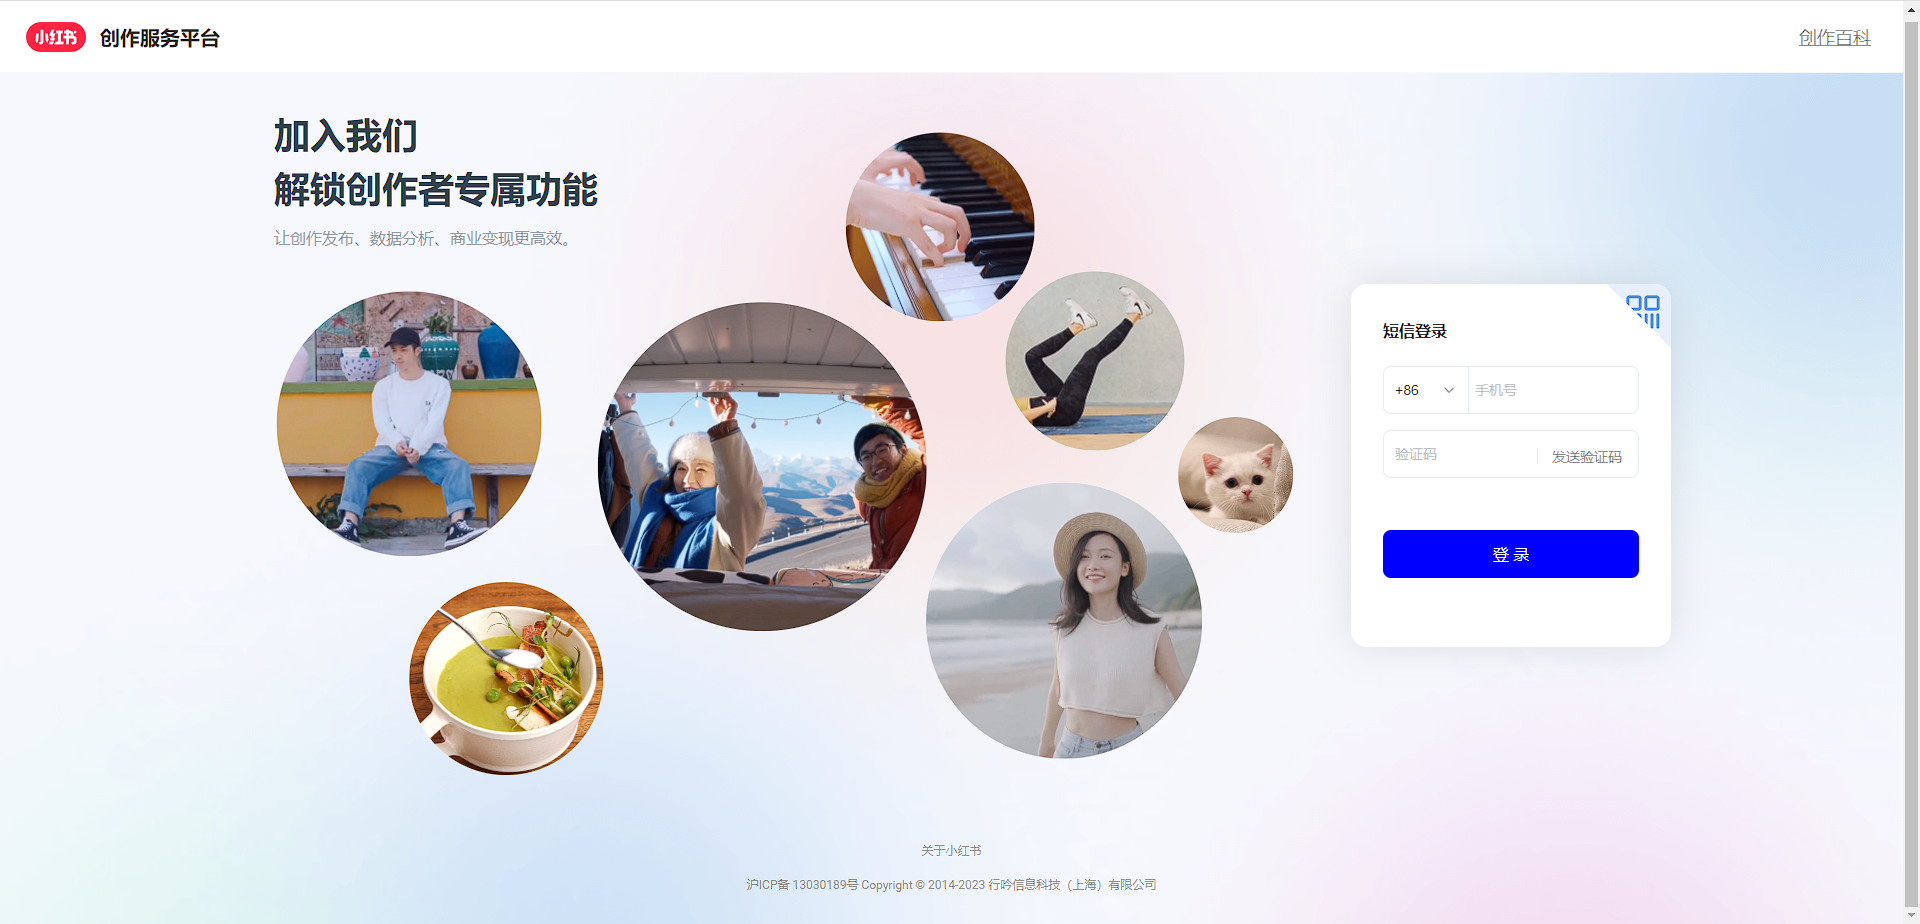 小红书 创作服务平台
创作百科
加入我们
解锁创作者专属功能
让创作发布、数据分析、商业变现更高效。
短信登录
+86 手机号
验证码 发送验证码
登 录
关于小红书
沪ICP备 13030189号 Copyright © 2014-2023 行吟信息科技（上海）有限公司